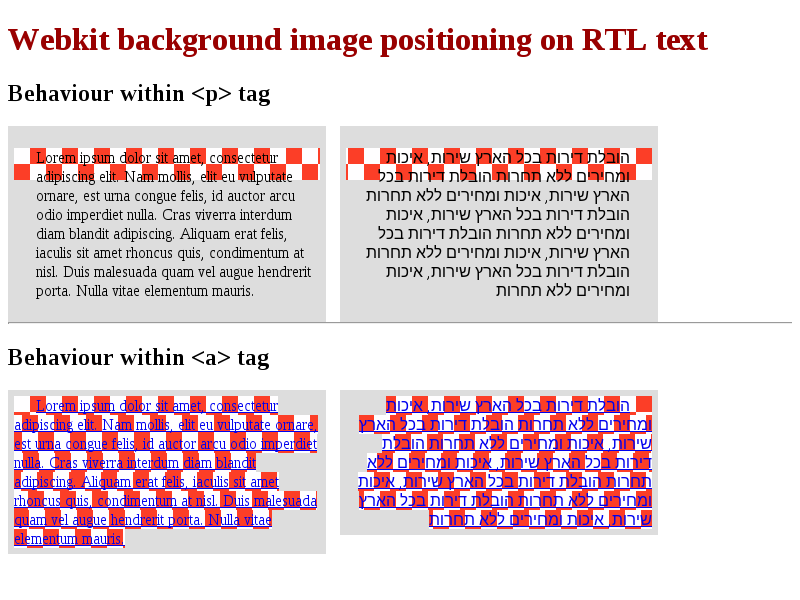 Webkit background image positioning on RTL text
Behaviour within <p> tag
Lorem ipsum dolor sit amet, consectetur
adipiscing elit. Nam mollis, elit eu vulputate
ornare, est urna congue felis, id auctor arcu
odio imperdiet nulla. Cras viverra interdum
diam blandit adipiscing. Aliquam erat felis,
iaculis sit amet rhoncus quis, condimentum at
nisl. Duis malesuada quam vel augue hendrerit
porta. Nulla vitae elementum mauris.
הובלת דירות בכל הארץ שירות, איכות
ומחירים ללא תחרות הובלת דירות בכל
הארץ שירות, איכות ומחירים ללא תחרות
הובלת דירות בכל הארץ שירות, איכות
ומחירים ללא תחרות הובלת דירות בכל
הארץ שירות, איכות ומחירים ללא תחרות
הובלת דירות בכל הארץ שירות, איכות
ומחירים ללא תחרות
Behaviour within <a> tag
Lorem ipsum dolor sit amet, consectetur
adipiscing elit. Nam mollis, elit eu vulputate ornare,
est urna congue felis, id auctor arcu odio imperdiet
nulla. Cras viverra interdum diam blandit
adipiscing. Aliquam erat felis, iaculis sit amet
rhoncus quis, condimentum at nisl. Duis malesuada
quam vel augue hendrerit porta. Nulla vitae
elementum mauris.
הובלת דירות בכל הארץ שירות, איכות
ומחירים ללא תחרות הובלת דירות בכל הארץ
שירות, איכות ומחירים ללא תחרות הובלת
דירות בכל הארץ שירות, איכות ומחירים ללא
תחרות הובלת דירות בכל הארץ שירות, איכות
ומחירים ללא תחרות הובלת דירות בכל הארץ
שירות, איכות ומחירים ללא תחרות